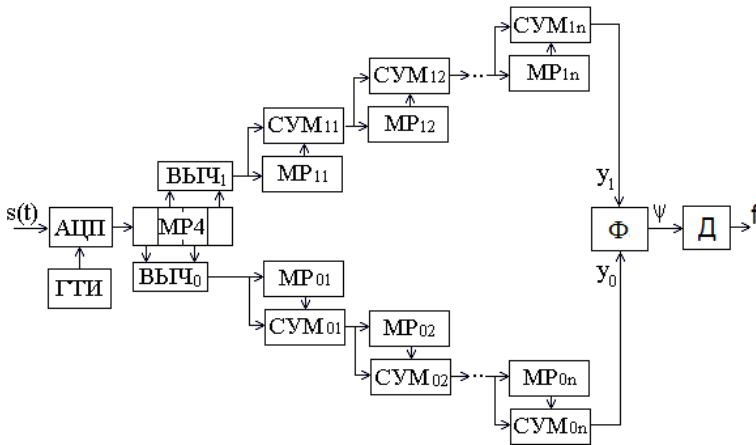 СУМ1n
МР1n
СУМ12
МР12
СУМ11
МР11
ВЫЧ1
s(t)
АЦП
МР4
ГТИ
ВЫЧ0
МР01
СУМ01
МР02
СУМ02
...
...
МР0n
СУМ0n
y1
Ф
ψ
Д
f
y0